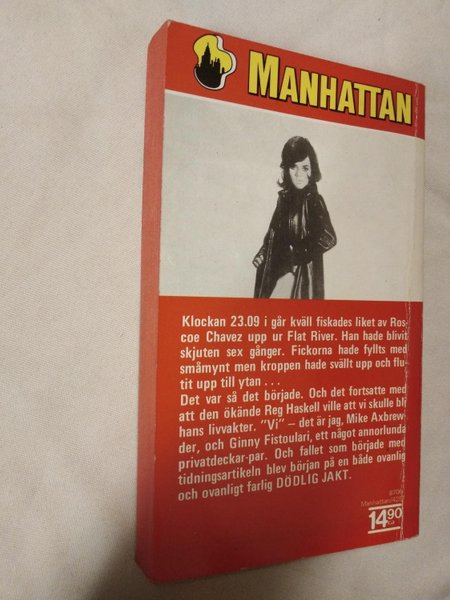 MANHATTAN
Klockan 23.09 i går kväll fiskades liket av Ros-
coe Chavez upp ur Flat River. Han hade blivit
skjuten sex gånger. Fickorna hade fyllts med
småmynt men kroppen hade svällt upp och flu-
tit upp till ytan . . .
Det var så det började. Och det fortsatte med
att den ökände Reg Haskell ville att vi skulle bli
hans livvakter. "Vi" – det är jag, Mike Axbrew-
der, och Ginny Fistoulari, ett något annorlunda
privatdeckar-par. Och fallet som började med
tidningsartikeln blev början på en både ovanlig
och ovanligt farlig DÖDLIG JAKT.
Manhattan
14.90